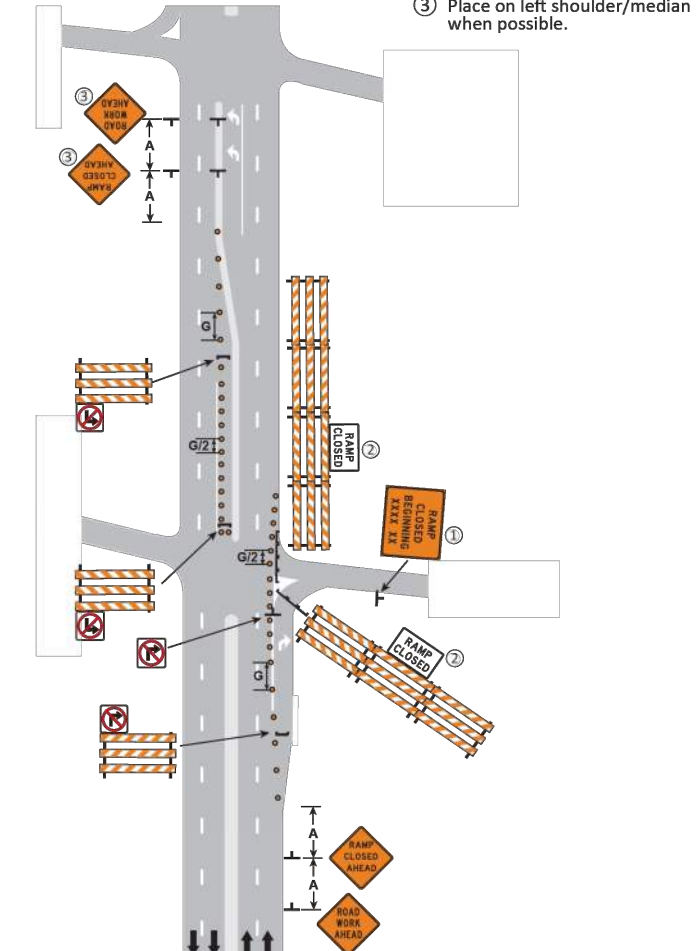 ③ Place on left shoulder/median
when possible.
③
ROAD
WORK
AHEAD
A
③
RAMP
CLOSED
AHEAD
A
G
G/2
RAMP
CLOSED
②
RAMP
CLOSED
BEGINNING
XXXX XX
①
G/2
RAMP
CLOSED
②
G
A
RAMP
CLOSED
AHEAD
A
ROAD
WORK
AHEAD